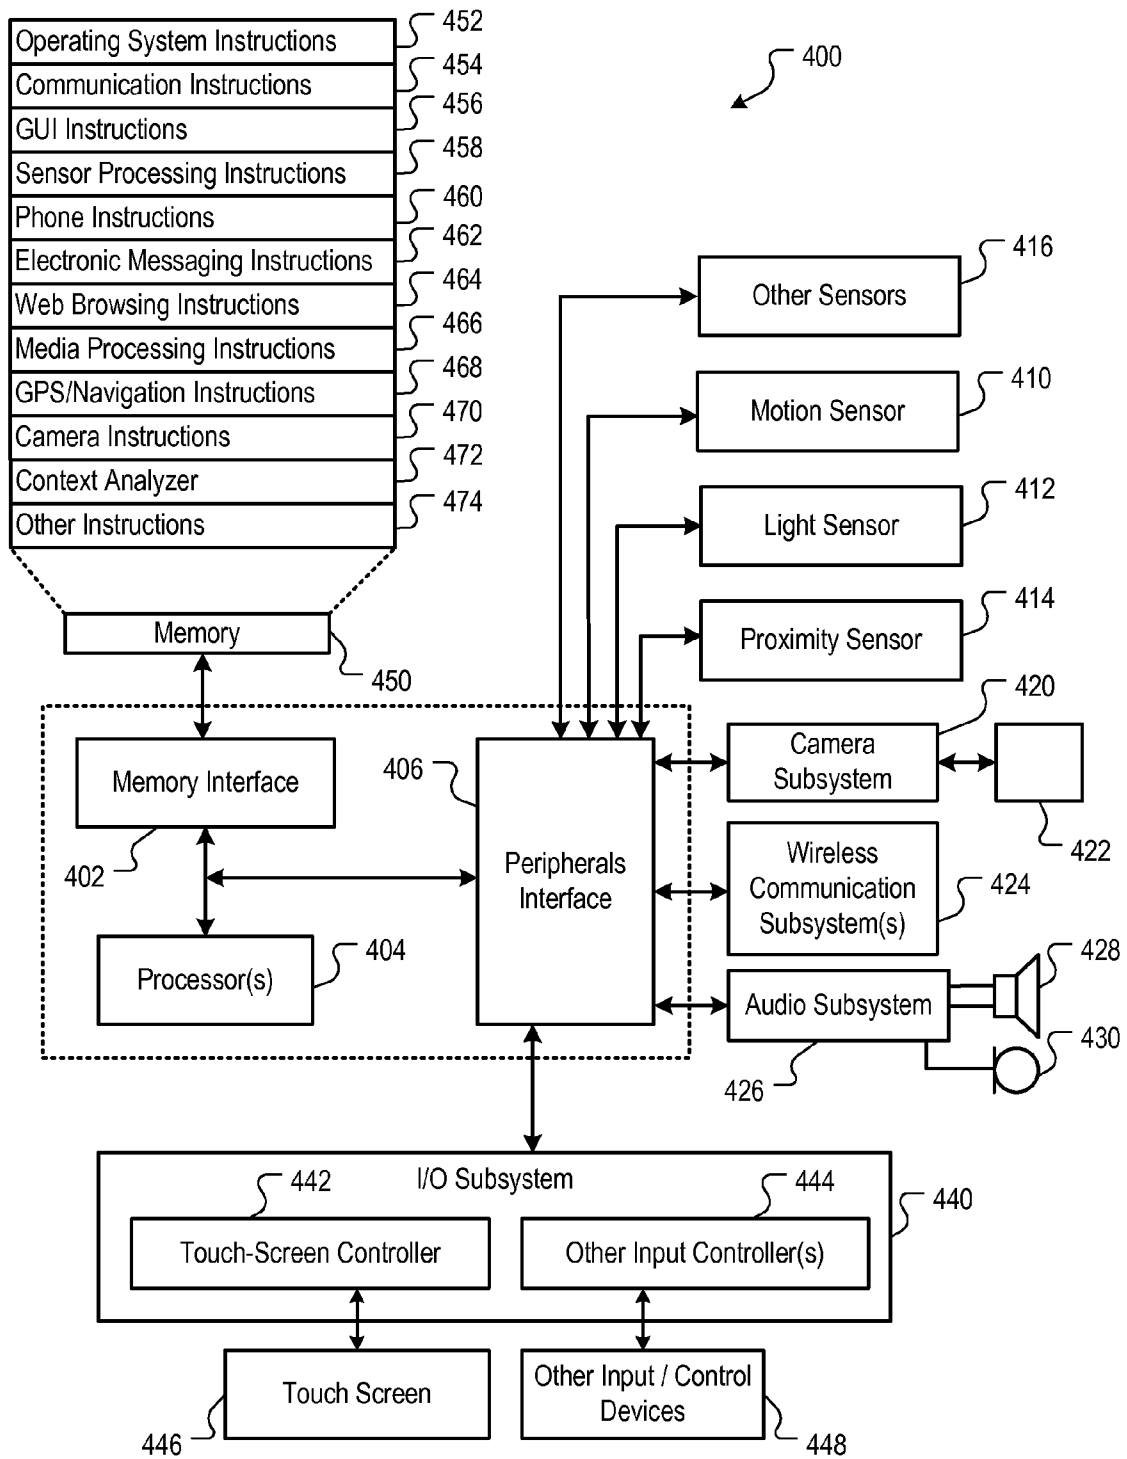 452
Operating System Instructions
454
Communication Instructions
456
GUI Instructions
458
Sensor Processing Instructions
460
Phone Instructions
462
Electronic Messaging Instructions
464
Web Browsing Instructions
466
Media Processing Instructions
468
GPS/Navigation Instructions
470
Camera Instructions
472
Context Analyzer
474
Other Instructions
Memory
450
400
416
Other Sensors
410
Motion Sensor
412
Light Sensor
414
Proximity Sensor
420
Camera
Subsystem
422
Memory Interface
402
406
Peripherals
Interface
Processor(s)
404
Wireless
Communication
Subsystem(s)
424
Audio Subsystem
428
430
426
I/O Subsystem
442
444
440
Touch-Screen Controller
Other Input Controller(s)
Touch Screen
446
Other Input / Control
Devices
448